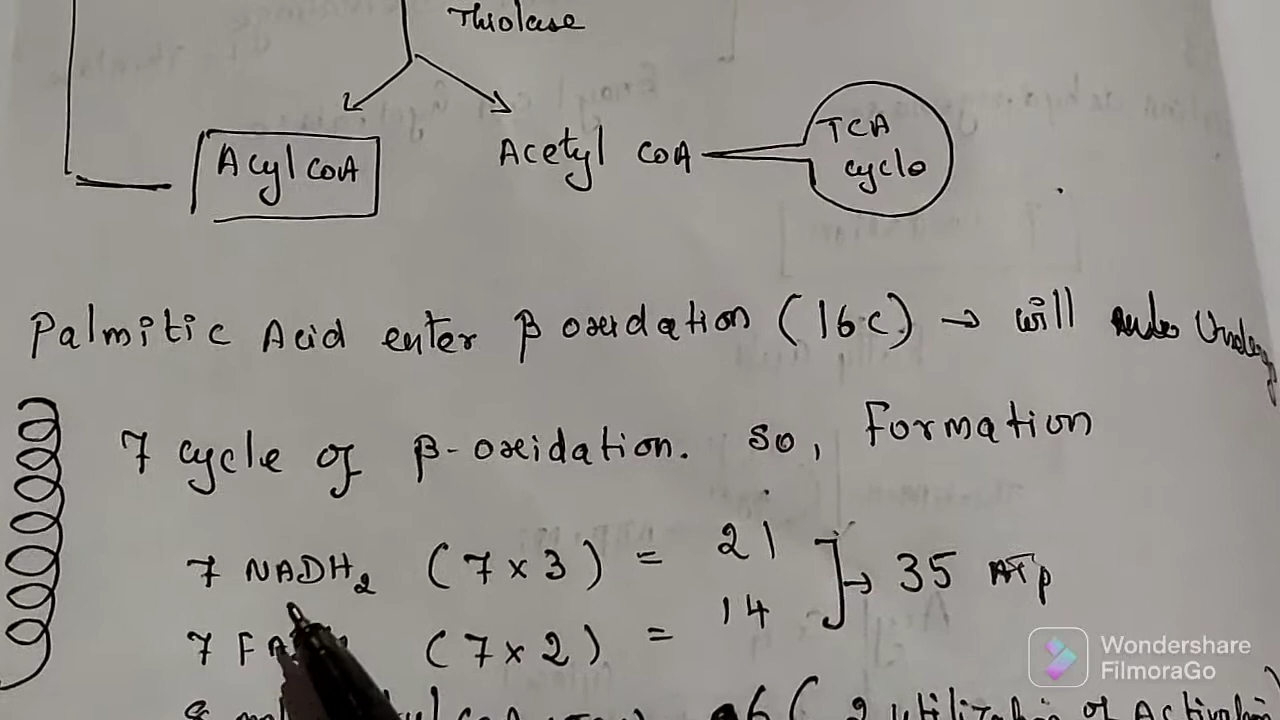 Thiolase
Acyl CoA
Acetyl CoA
TCA
cycle
Palmitic Acid enter β oxidation (16C) → will
7 cycle of β-oxidation. So, Formation
7 NADH2 (7 × 3) = 21
] → 35 ATP
7 (7 × 2) = 14
Wondershare
FilmoraGo